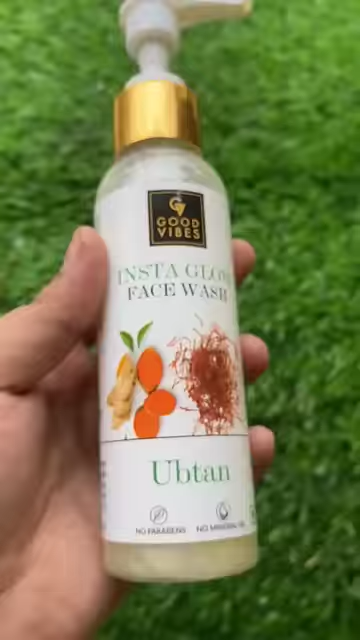 GOOD
VIBES
INSTA GLOW
FACE WASH
Ubtan
NO PARABENS NO MINERAL OIL